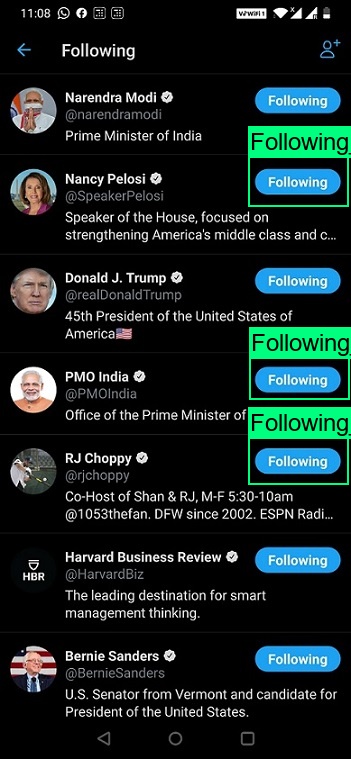 11:08 VoWiFi 1
Following
Narendra Modi
@narendramodi
Following
Prime Minister of India
Following
Nancy Pelosi
@SpeakerPelosi
Following
Speaker of the House, focused on
strengthening America's middle class and c...
Donald J. Trump
@realDonaldTrump
Following
45th President of the United States of
America🇺🇸
Following
PMO India
@PMOIndia
Following
Office of the Prime Minister of
Following
RJ Choppy
@rjchoppy
Following
Co-Host of Shan & RJ, M-F 5:30-10am
@1053thefan. DFW since 2002. ESPN Radi...
HBR
Harvard Business Review
@HarvardBiz
Following
The leading destination for smart
management thinking.
Bernie Sanders
@BernieSanders
Following
U.S. Senator from Vermont and candidate for
President of the United States.